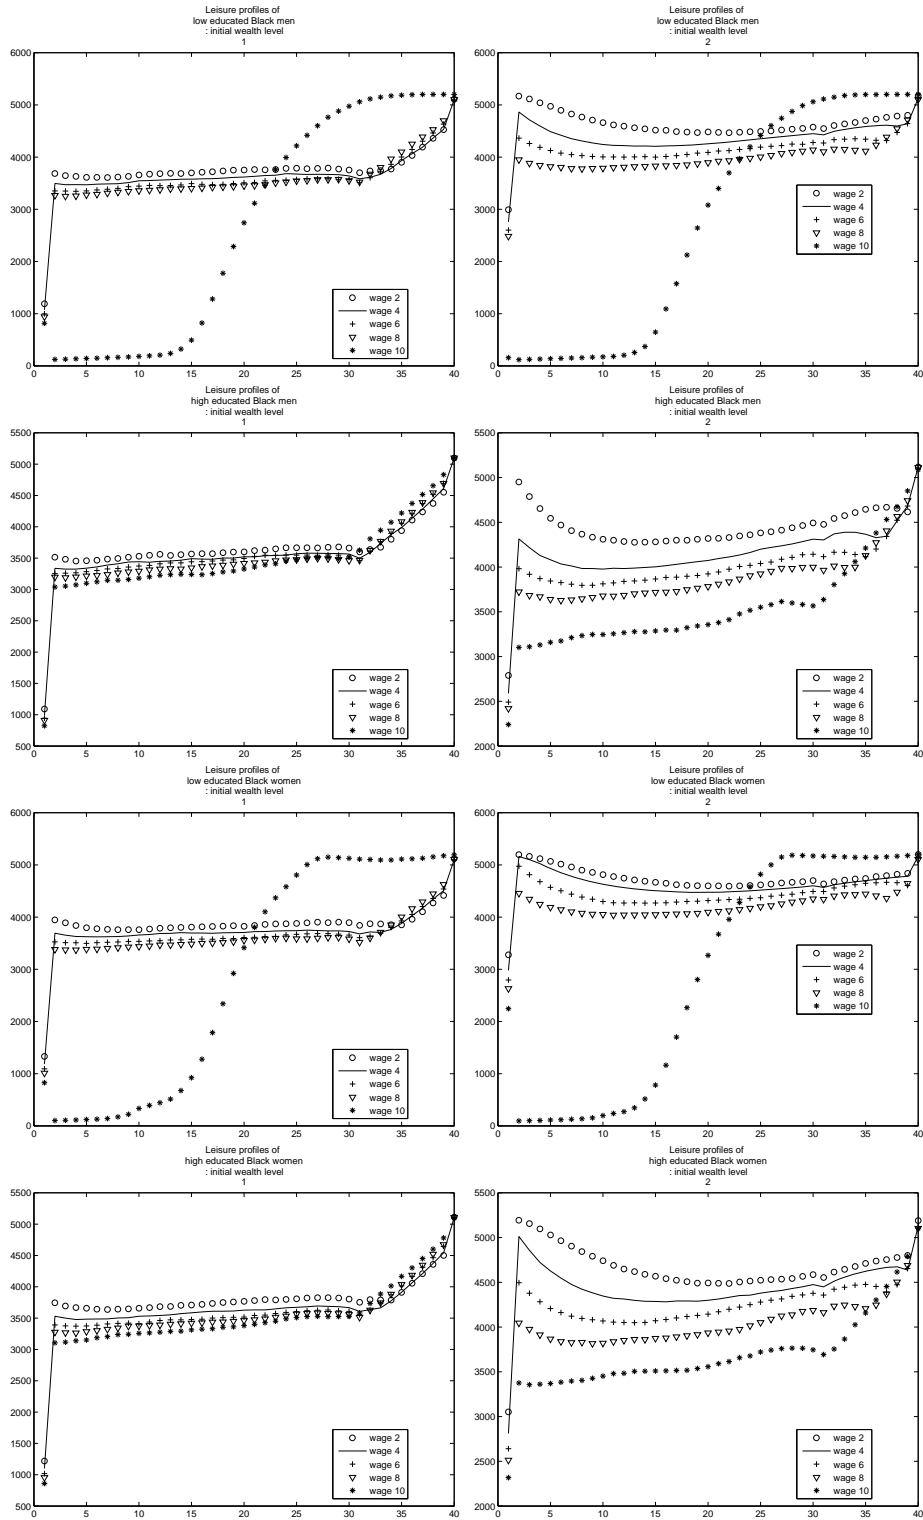 Leisure profiles of
low educated Black men
: initial wealth level
1
6000
5000
4000
3000
2000
1000
0
0 5 10 15 20 25 30 35 40
wage 2
wage 4
wage 6
wage 8
wage 10
Leisure profiles of
low educated Black men
: initial wealth level
2
6000
5000
4000
3000
2000
1000
0
0 5 10 15 20 25 30 35 40
wage 2
wage 4
wage 6
wage 8
wage 10
Leisure profiles of
high educated Black men
: initial wealth level
1
5500
5000
4500
4000
3500
3000
2500
2000
1500
1000
500
0 5 10 15 20 25 30 35 40
wage 2
wage 4
wage 6
wage 8
wage 10
Leisure profiles of
high educated Black men
: initial wealth level
2
5500
5000
4500
4000
3500
3000
2500
2000
0 5 10 15 20 25 30 35 40
wage 2
wage 4
wage 6
wage 8
wage 10
Leisure profiles of
low educated Black women
: initial wealth level
1
6000
5000
4000
3000
2000
1000
0
0 5 10 15 20 25 30 35 40
wage 2
wage 4
wage 6
wage 8
wage 10
Leisure profiles of
low educated Black women
: initial wealth level
2
6000
5000
4000
3000
2000
1000
0
0 5 10 15 20 25 30 35 40
wage 2
wage 4
wage 6
wage 8
wage 10
Leisure profiles of
high educated Black women
: initial wealth level
1
5500
5000
4500
4000
3500
3000
2500
2000
1500
1000
500
0 5 10 15 20 25 30 35 40
wage 2
wage 4
wage 6
wage 8
wage 10
Leisure profiles of
high educated Black women
: initial wealth level
2
5500
5000
4500
4000
3500
3000
2500
2000
0 5 10 15 20 25 30 35 40
wage 2
wage 4
wage 6
wage 8
wage 10